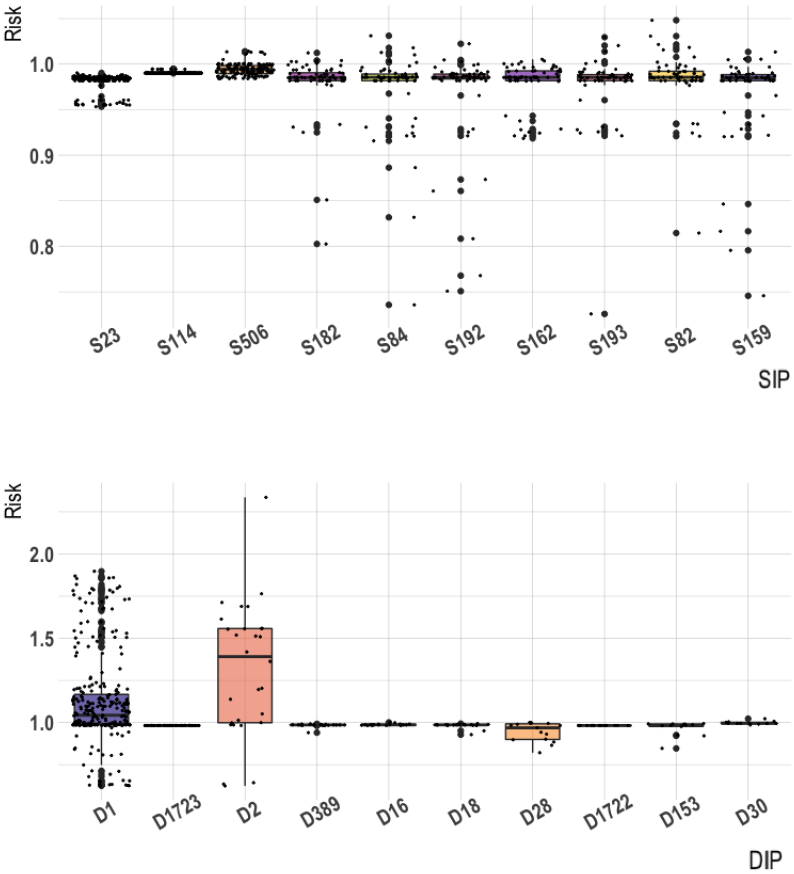 Risk
1.0
0.9
0.8
S23 S114 S506 S182 S84 S192 S162 S193 S82 S159
SIP
Risk
2.0
1.5
1.0
D1 D1723 D2 D389 D16 D18 D28 D1722 D153 D30
DIP